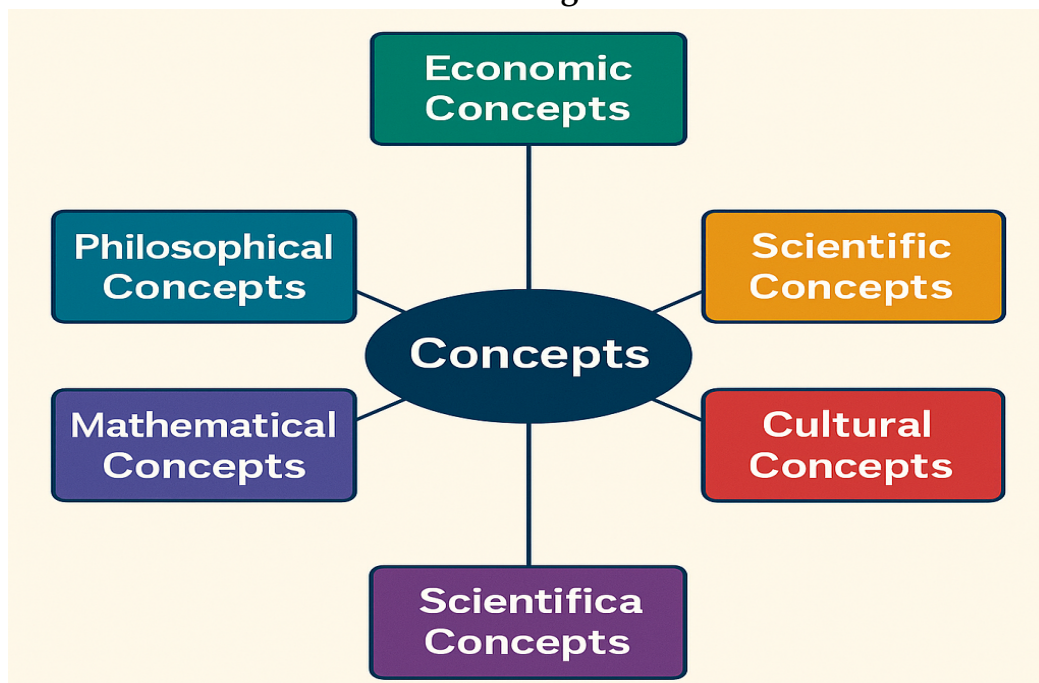 Economic
Concepts
Philosophical
Concepts
Scientific
Concepts
Concepts
Mathematical
Concepts
Cultural
Concepts
Scientifica
Concepts